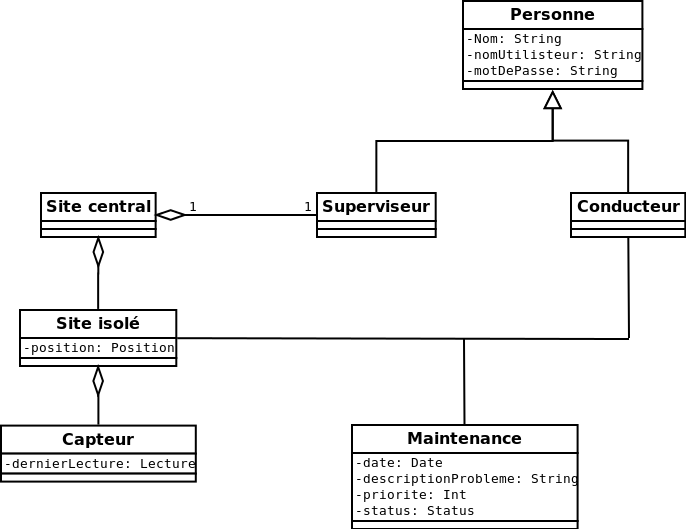 Personne
-Nom: String
-nomUtilisteur: String
-motDePasse: String
Site central
1
1
Superviseur
Conducteur
Site isolé
-position: Position
Capteur
-dernierLecture: Lecture
Maintenance
-date: Date
-descriptionProbleme: String
-priorite: Int
-status: Status